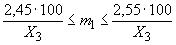 2,45·100/X₃ ≤ m₁ ≤ 2,55·100/X₃